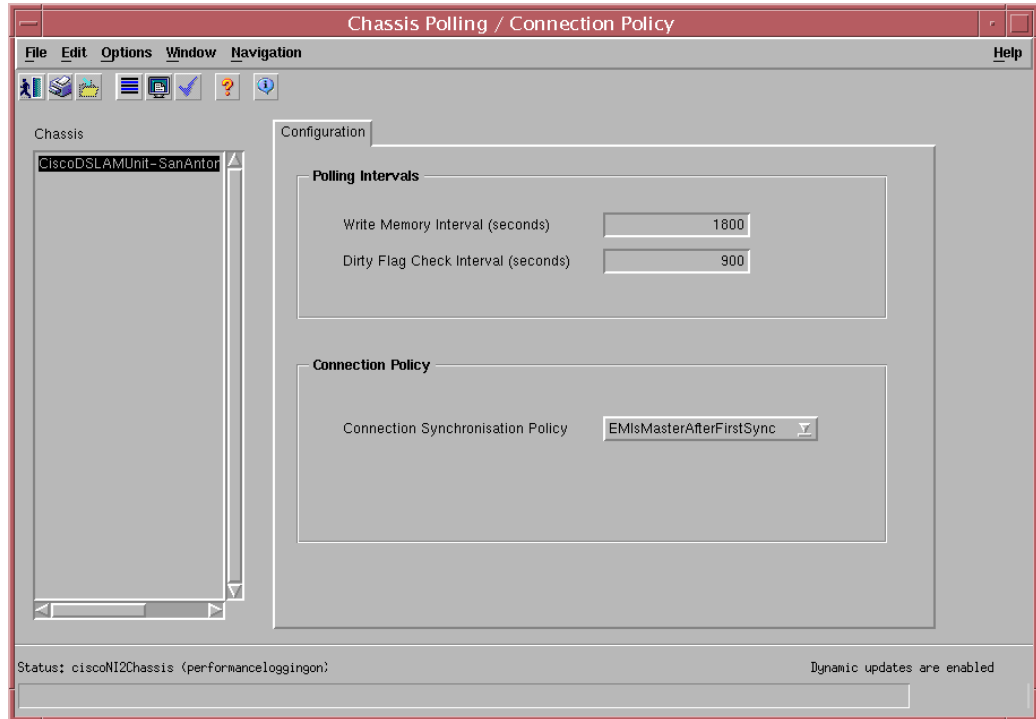 Chassis Polling / Connection Policy
File Edit Options Window Navigation Help
Chassis
CiscoDSLAMUnit-SanAnton
Configuration
Polling Intervals
Write Memory Interval (seconds) 1800
Dirty Flag Check Interval (seconds) 900
Connection Policy
Connection Synchronisation Policy EMIsMasterAfterFirstSync
Status: ciscoNI2Chassis (performanceloggingon) Dynamic updates are enabled